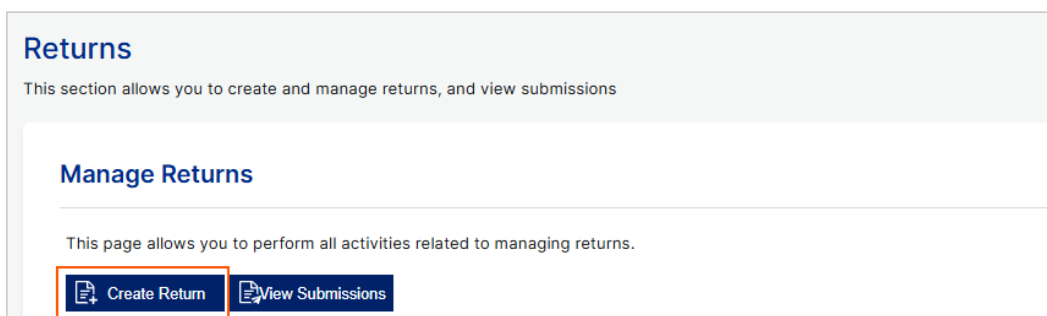 Returns
This section allows you to create and manage returns, and view submissions
Manage Returns
This page allows you to perform all activities related to managing returns.
Create Return View Submissions